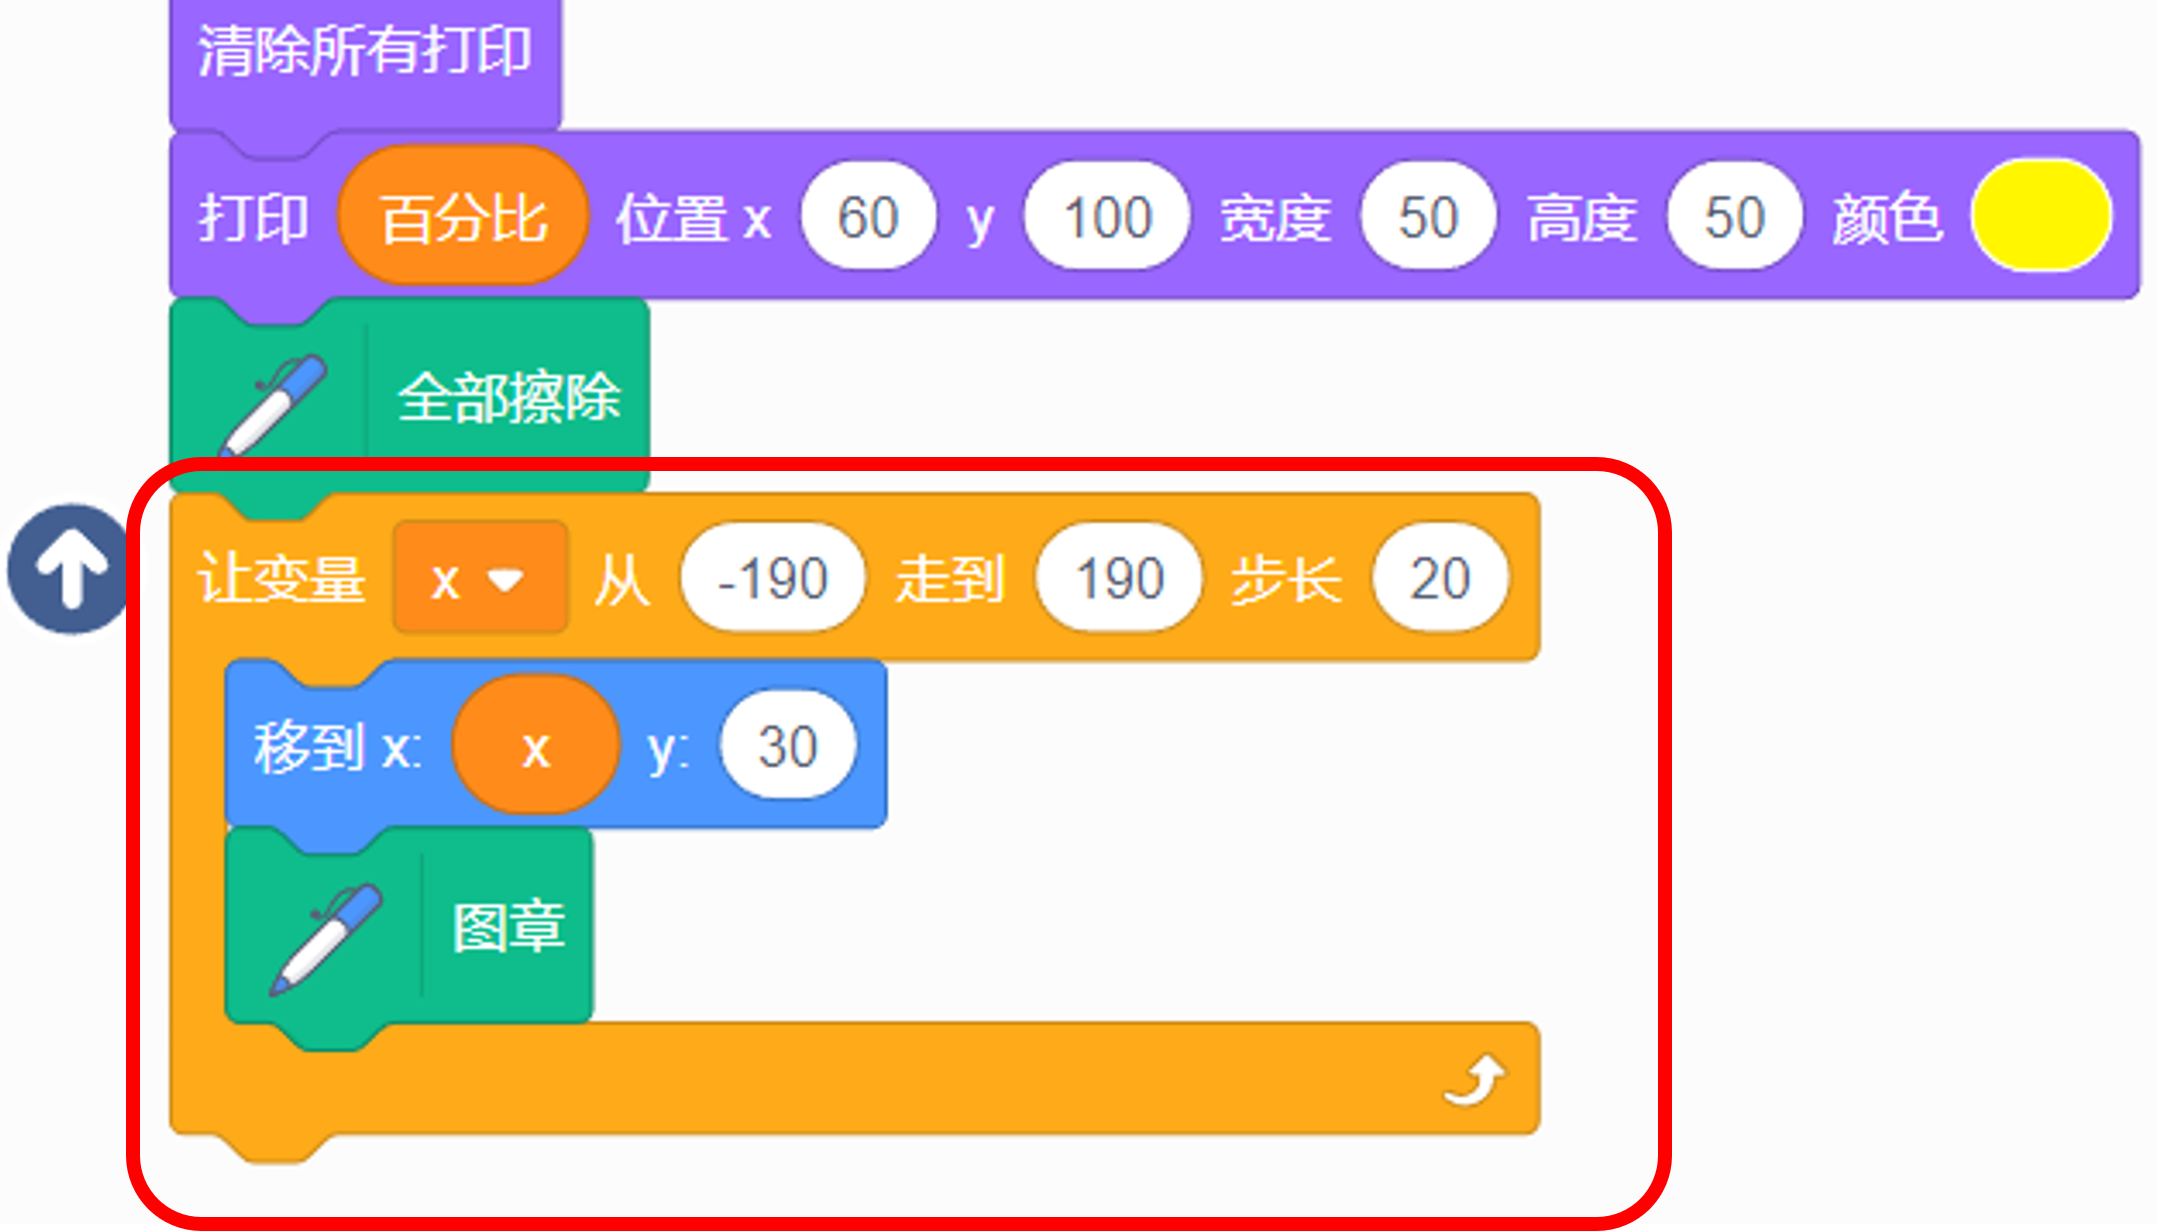 清除所有打印
打印 百分比 位置 x 60 y 100 宽度 50 高度 50 颜色
全部擦除
让变量 x 从 -190 走到 190 步长 20
移到 x: x y: 30
图章